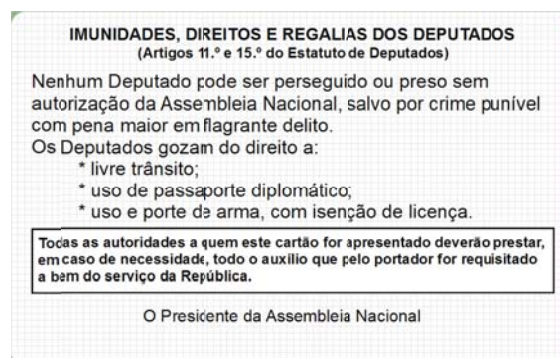 IMUNIDADES, DIREITOS E REGALIAS DOS DEPUTADOS
(Artigos 11.º e 15.º do Estatuto de Deputados)
Nenhum Deputado pode ser perseguido ou preso sem
autorização da Assembleia Nacional, salvo por crime punível
com pena maior em flagrante delito.
Os Deputados gozam do direito a:
* livre trânsito;
* uso de passaporte diplomático;
* uso e porte de arma, com isenção de licença.
Todas as autoridades a quem este cartão for apresentado deverão prestar,
em caso de necessidade, todo o auxílio que pelo portador for requisitado
a bem do serviço da República.
O Presidente da Assembleia Nacional